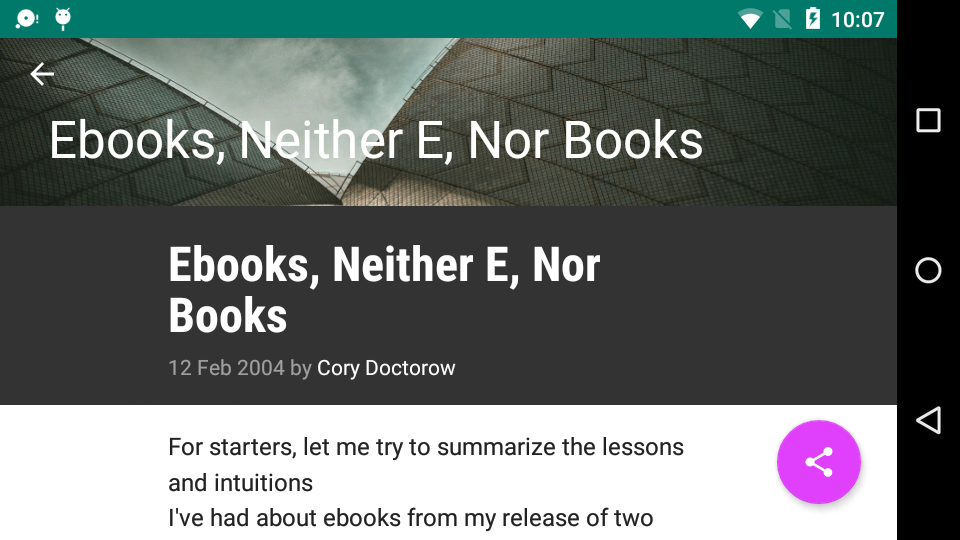 10:07
Ebooks, Neither E, Nor Books
Ebooks, Neither E, Nor
Books
12 Feb 2004 by Cory Doctorow
For starters, let me try to summarize the lessons
and intuitions
I've had about ebooks from my release of two